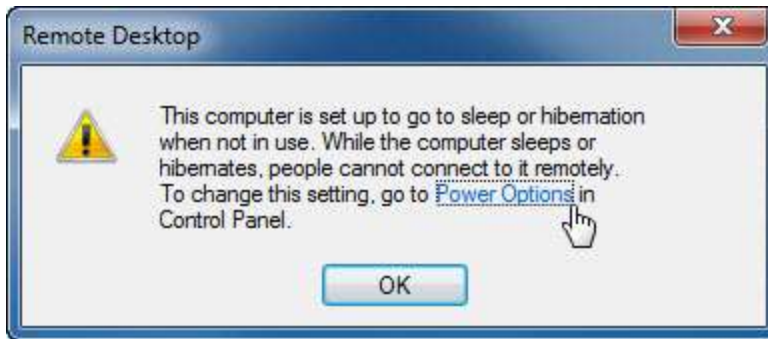 Remote Desktop
This computer is set up to go to sleep or hibernation
when not in use. While the computer sleeps or
hibernates, people cannot connect to it remotely.
To change this setting, go to Power Options in
Control Panel.
OK